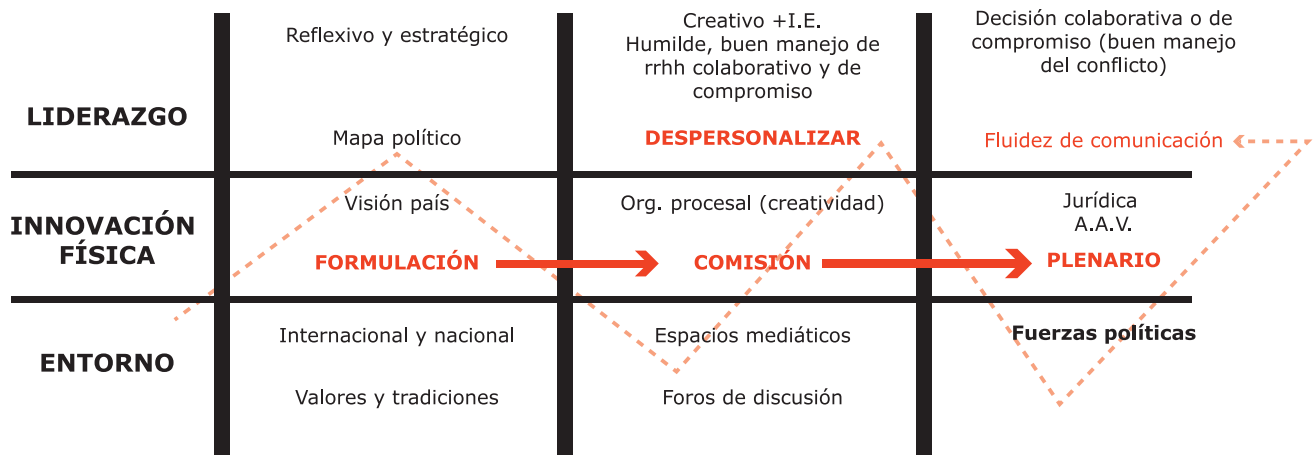 LIDERAZGO
Reflexivo y estratégico
Mapa político
Creativo +I.E.
Humilde, buen manejo de
rrhh colaborativo y de
compromiso
DESPERSONALIZAR
Decisión colaborativa o de
compromiso (buen manejo
del conflicto)
Fluidez de comunicación
INNOVACIÓN
FÍSICA
Visión país
FORMULACIÓN
Org. procesal (creatividad)
COMISIÓN
Jurídica
A.A.V.
PLENARIO
ENTORNO
Internacional y nacional
Valores y tradiciones
Espacios mediáticos
Foros de discusión
Fuerzas políticas